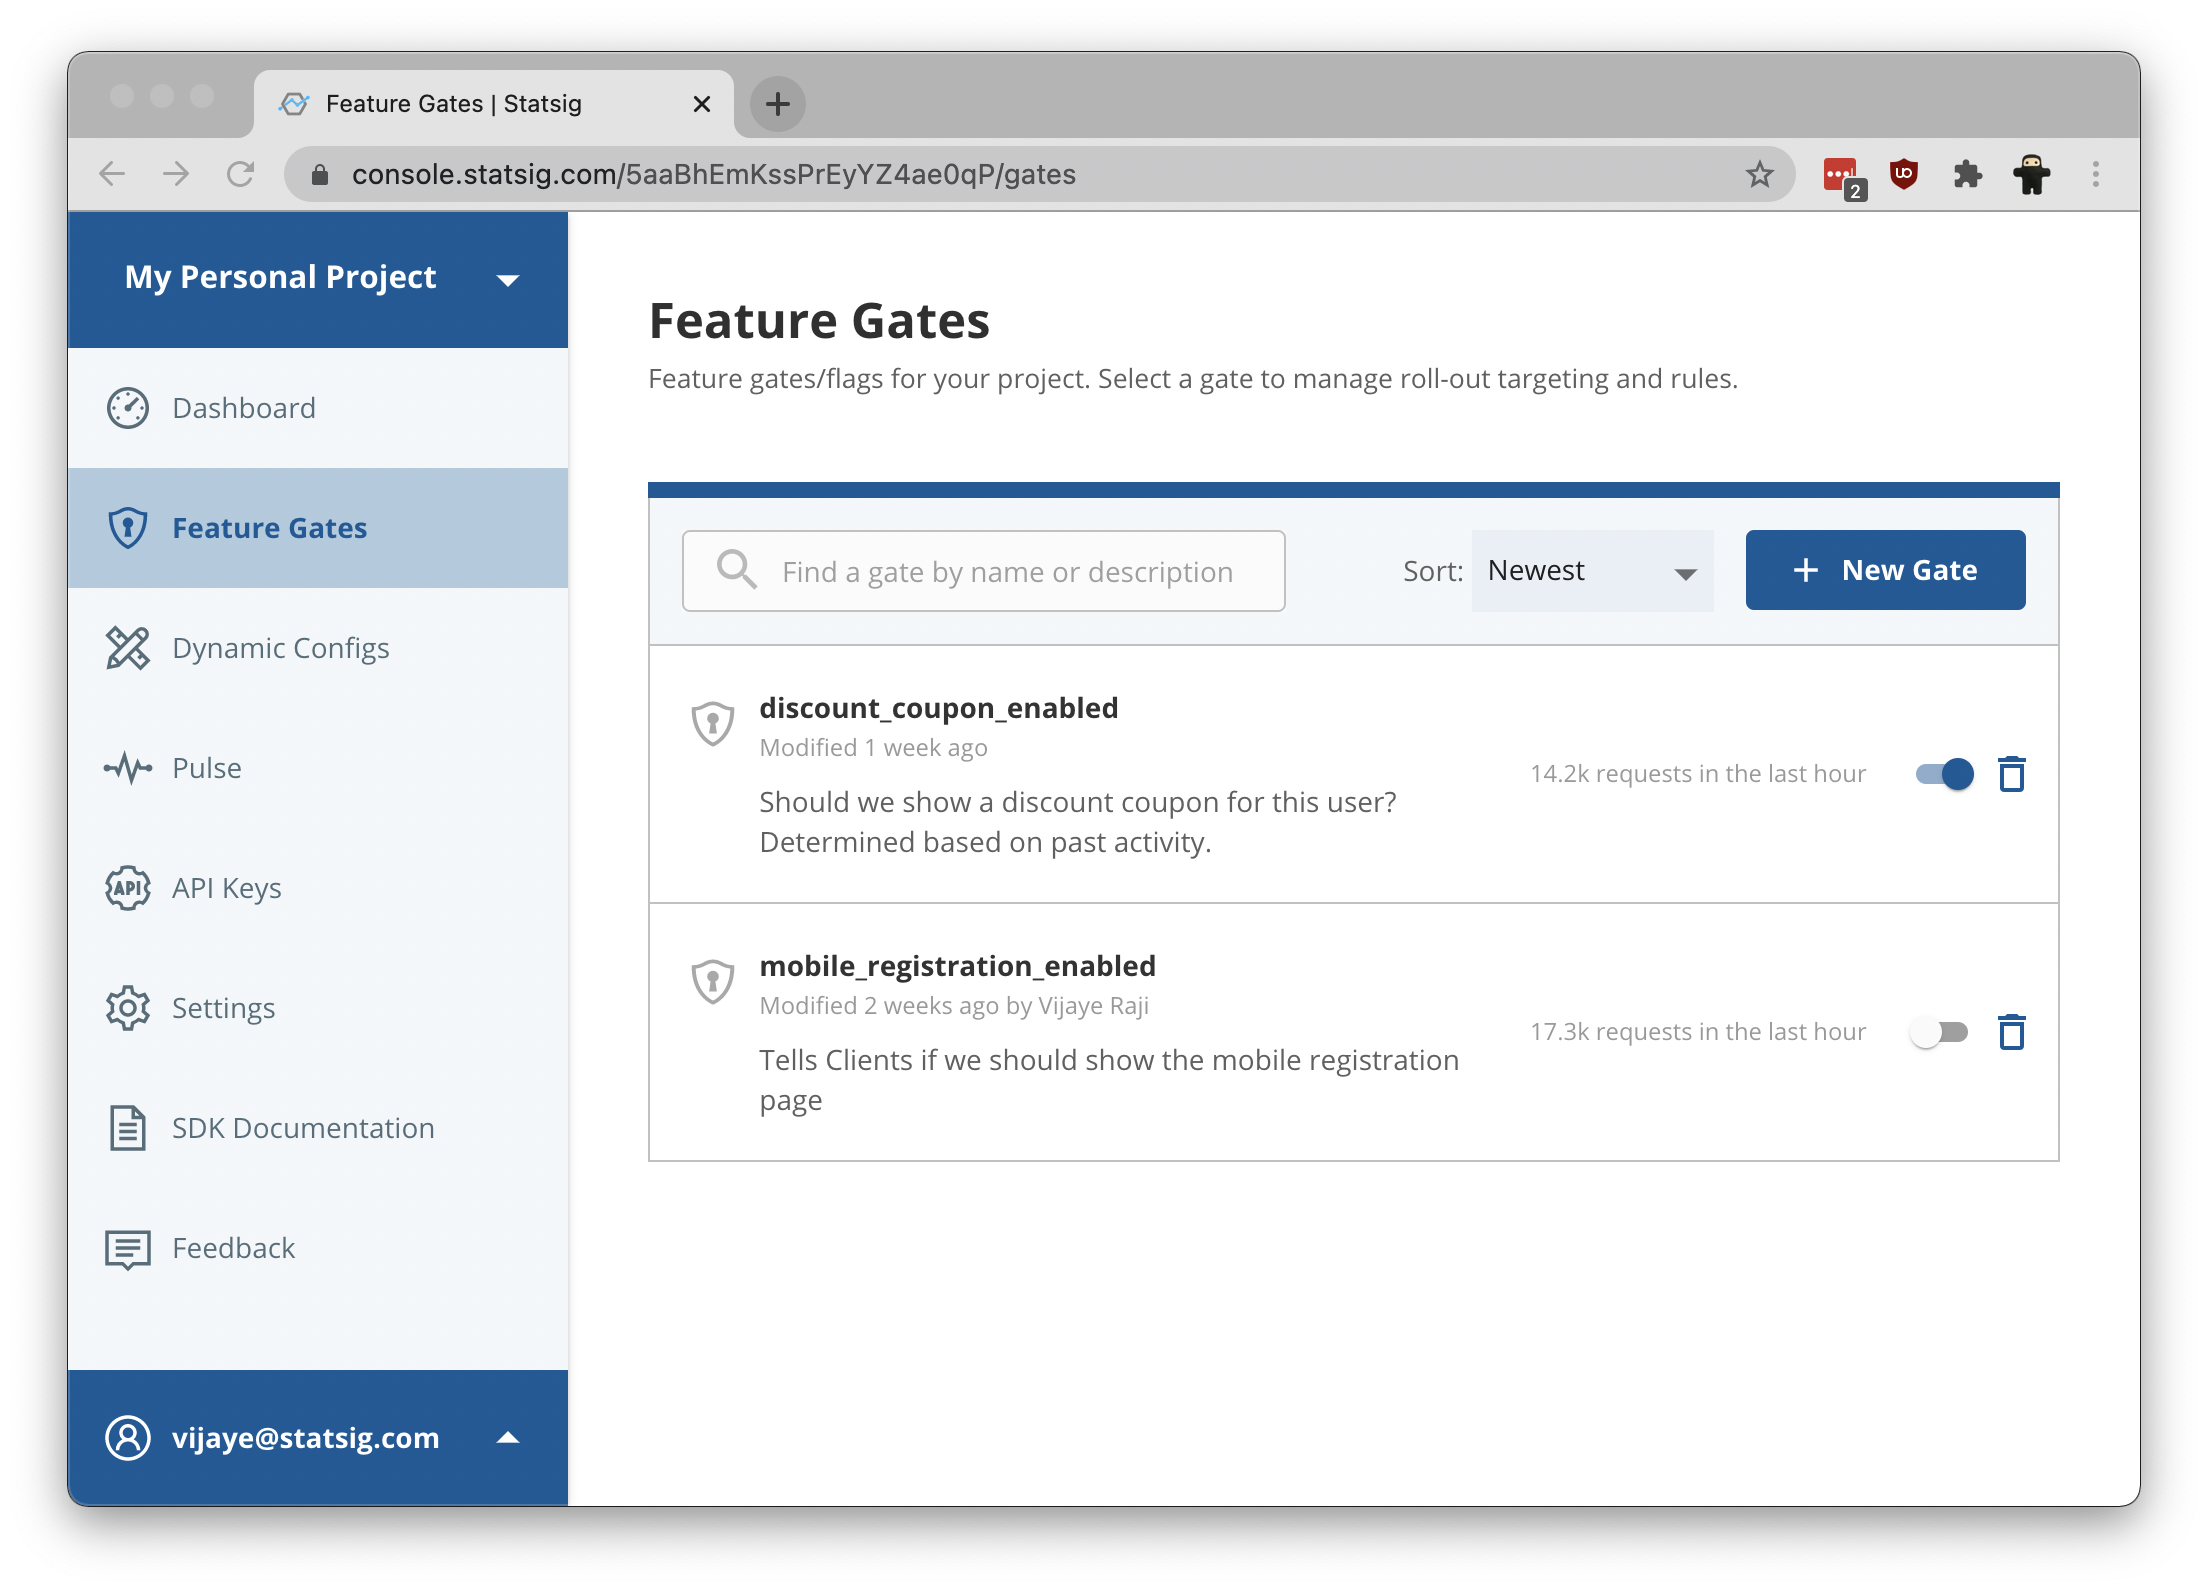 Feature Gates | Statsig
console.statsig.com/5aaBhEmKssPrEyYZ4ae0qP/gates
2
My Personal Project
Dashboard
Feature Gates
Dynamic Configs
Pulse
API
API Keys
Settings
SDK Documentation
Feedback
vijaye@statsig.com
Feature Gates
Feature gates/flags for your project. Select a gate to manage roll-out targeting and rules.
Find a gate by name or description
Sort: Newest
+ New Gate
discount_coupon_enabled
Modified 1 week ago
Should we show a discount coupon for this user?
Determined based on past activity.
14.2k requests in the last hour
mobile_registration_enabled
Modified 2 weeks ago by Vijaye Raji
Tells Clients if we should show the mobile registration
page
17.3k requests in the last hour